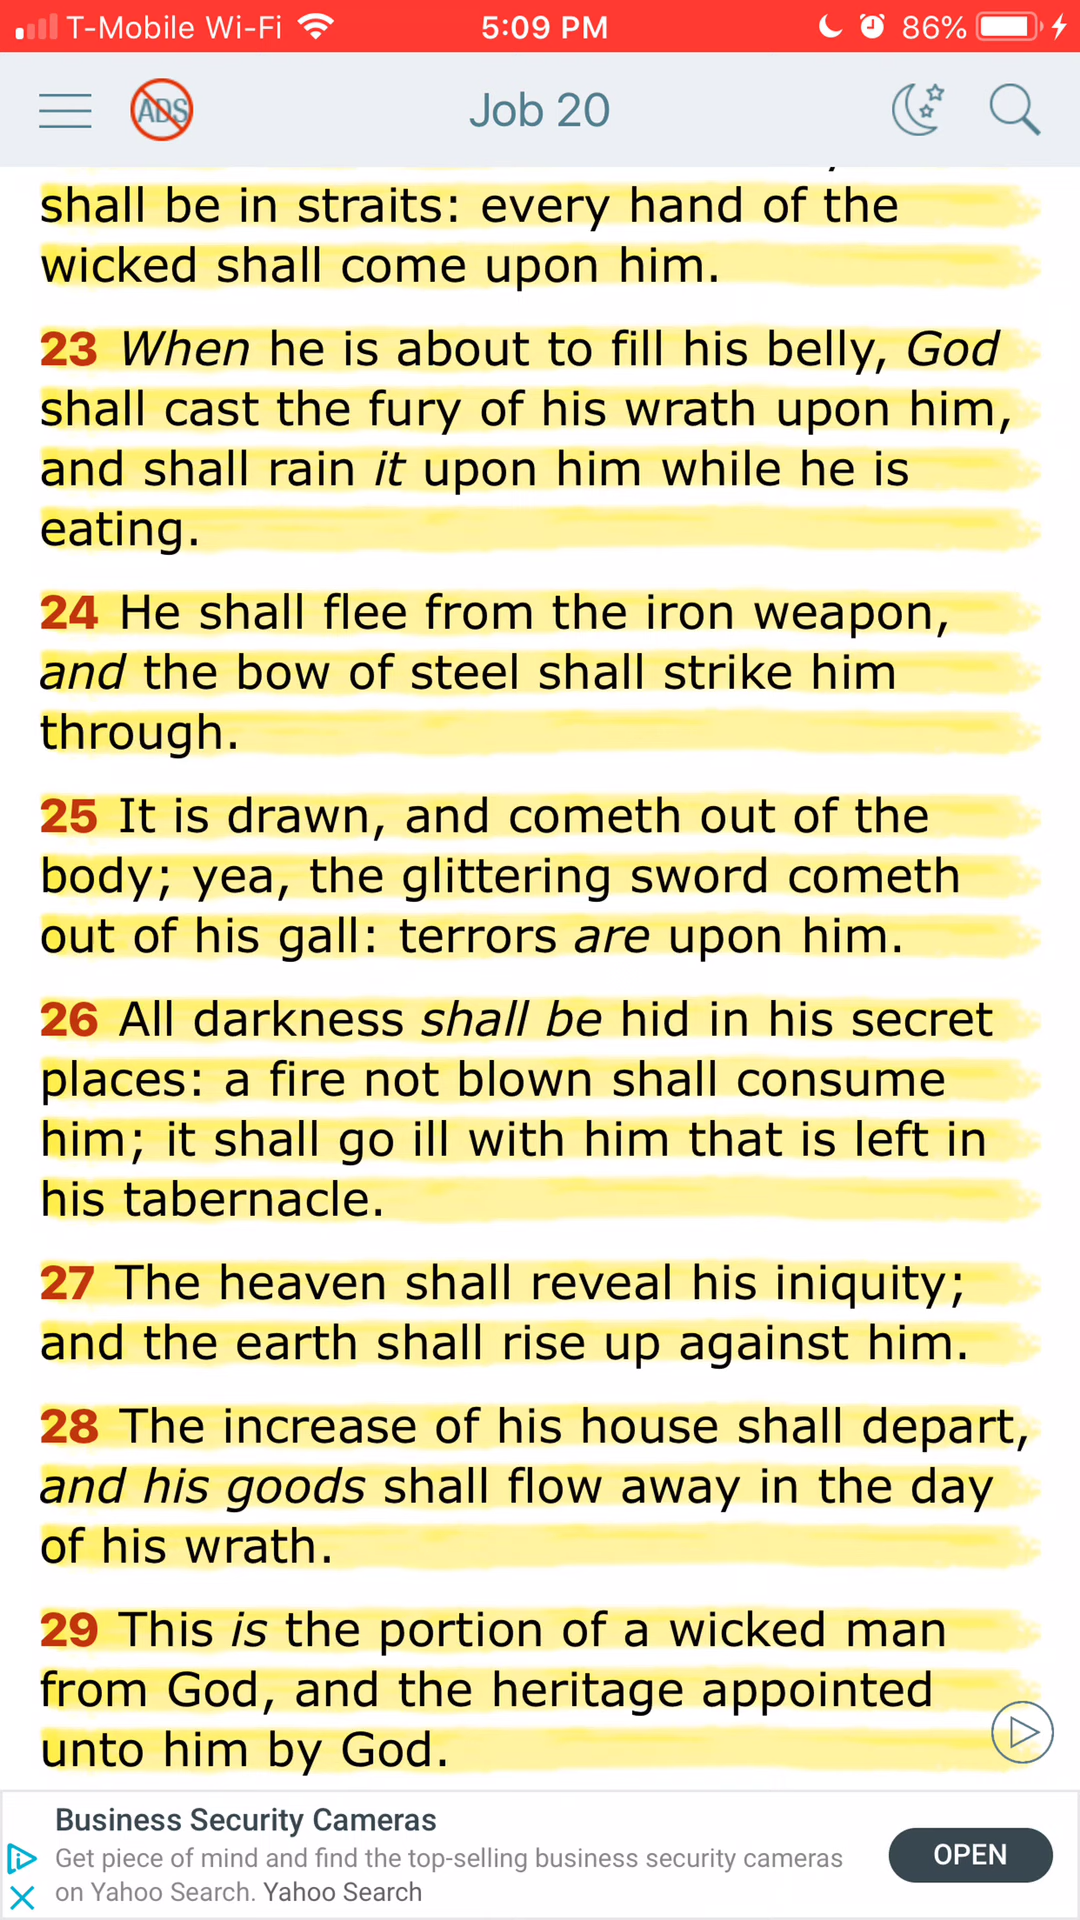 T-Mobile Wi-Fi 5:09 PM 86%
ADS Job 20
shall be in straits: every hand of the
wicked shall come upon him.
23 When he is about to fill his belly, God
shall cast the fury of his wrath upon him,
and shall rain it upon him while he is
eating.
24 He shall flee from the iron weapon,
and the bow of steel shall strike him
through.
25 It is drawn, and cometh out of the
body; yea, the glittering sword cometh
out of his gall: terrors are upon him.
26 All darkness shall be hid in his secret
places: a fire not blown shall consume
him; it shall go ill with him that is left in
his tabernacle.
27 The heaven shall reveal his iniquity;
and the earth shall rise up against him.
28 The increase of his house shall depart,
and his goods shall flow away in the day
of his wrath.
29 This is the portion of a wicked man
from God, and the heritage appointed
unto him by God.
Business Security Cameras
Get piece of mind and find the top-selling business security cameras
on Yahoo Search. Yahoo Search
OPEN